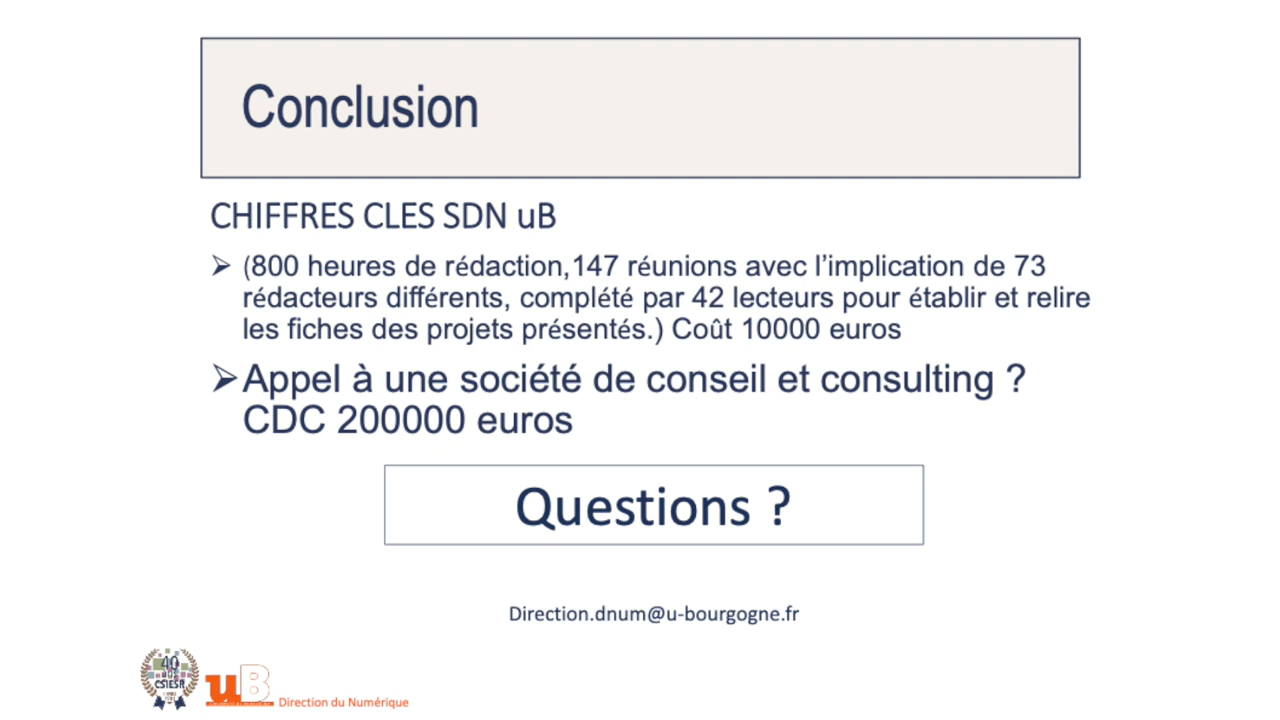 Conclusion
CHIFFRES CLES SDN uB
➢ (800 heures de rédaction,147 réunions avec l’implication de 73
rédacteurs différents, complété par 42 lecteurs pour établir et relire
les fiches des projets présentés.) Coût 10000 euros
➢ Appel à une société de conseil et consulting ?
CDC 200000 euros
Questions ?
Direction.dnum@u-bourgogne.fr
40
CSIESR
uB
Direction du Numérique